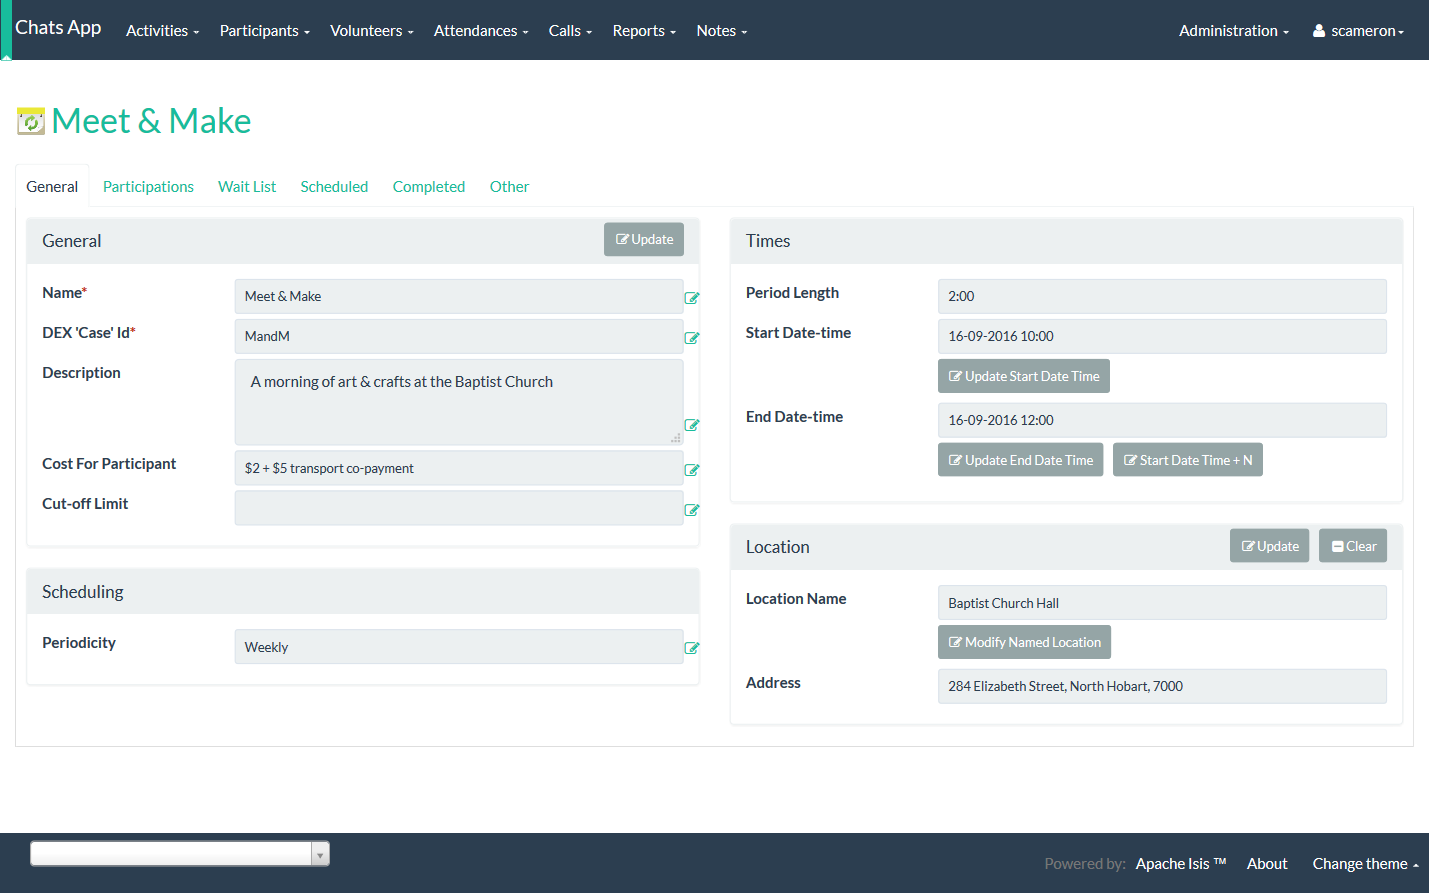 Chats App Activities Participants Volunteers Attendances Calls Reports Notes Administration scameron
Meet & Make
General Participations Wait List Scheduled Completed Other
General Update
Name* Meet & Make
DEX 'Case' Id* MandM
Description A morning of art & crafts at the Baptist Church
Cost For Participant $2 + $5 transport co-payment
Cut-off Limit
Scheduling
Periodicity Weekly
Times
Period Length 2:00
Start Date-time 16-09-2016 10:00
Update Start Date Time
End Date-time 16-09-2016 12:00
Update End Date Time Start Date Time + N
Location Update Clear
Location Name Baptist Church Hall
Modify Named Location
Address 284 Elizabeth Street, North Hobart, 7000
Powered by: Apache Isis ™ About Change theme